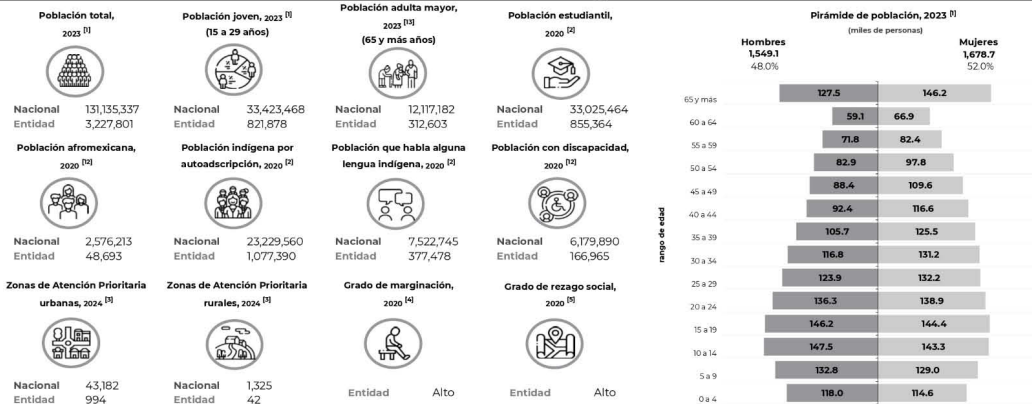 Población total,
2023 [1]
Nacional 131,135,337
Entidad 3,227,801
Población joven, 2023 [1]
(15 a 29 años)
Nacional 33,423,468
Entidad 821,878
Población adulta mayor,
2023 [13]
(65 y más años)
Nacional 12,117,182
Entidad 312,603
Población estudiantil,
2020 [2]
Nacional 33,025,464
Entidad 855,364
Población afromexicana,
2020 [12]
Nacional 2,576,213
Entidad 48,693
Población indígena por
autoadscripción, 2020 [2]
Nacional 23,229,560
Entidad 1,077,390
Población que habla alguna
lengua indígena, 2020 [2]
Nacional 7,522,745
Entidad 377,478
Población con discapacidad,
2020 [12]
Nacional 6,179,890
Entidad 166,965
Zonas de Atención Prioritaria
urbanas, 2024 [3]
Nacional 43,182
Entidad 994
Zonas de Atención Prioritaria
rurales, 2024 [3]
Nacional 1,325
Entidad 42
Grado de marginación,
2020 [4]
Entidad Alto
Grado de rezago social,
2020 [5]
Entidad Alto
Pirámide de población, 2023 [1]
(miles de personas)
Hombres Mujeres
1,549.1 1,678.7
48.0% 52.0%
rango de edad
65 y más 127.5 146.2
60 a 64 59.1 66.9
55 a 59 71.8 82.4
50 a 54 82.9 97.8
45 a 49 88.4 109.6
40 a 44 92.4 116.6
35 a 39 105.7 125.5
30 a 34 116.8 131.2
25 a 29 123.9 132.2
20 a 24 136.3 138.9
15 a 19 146.2 144.4
10 a 14 147.5 143.3
5 a 9 132.8 129.0
0 a 4 118.0 114.6